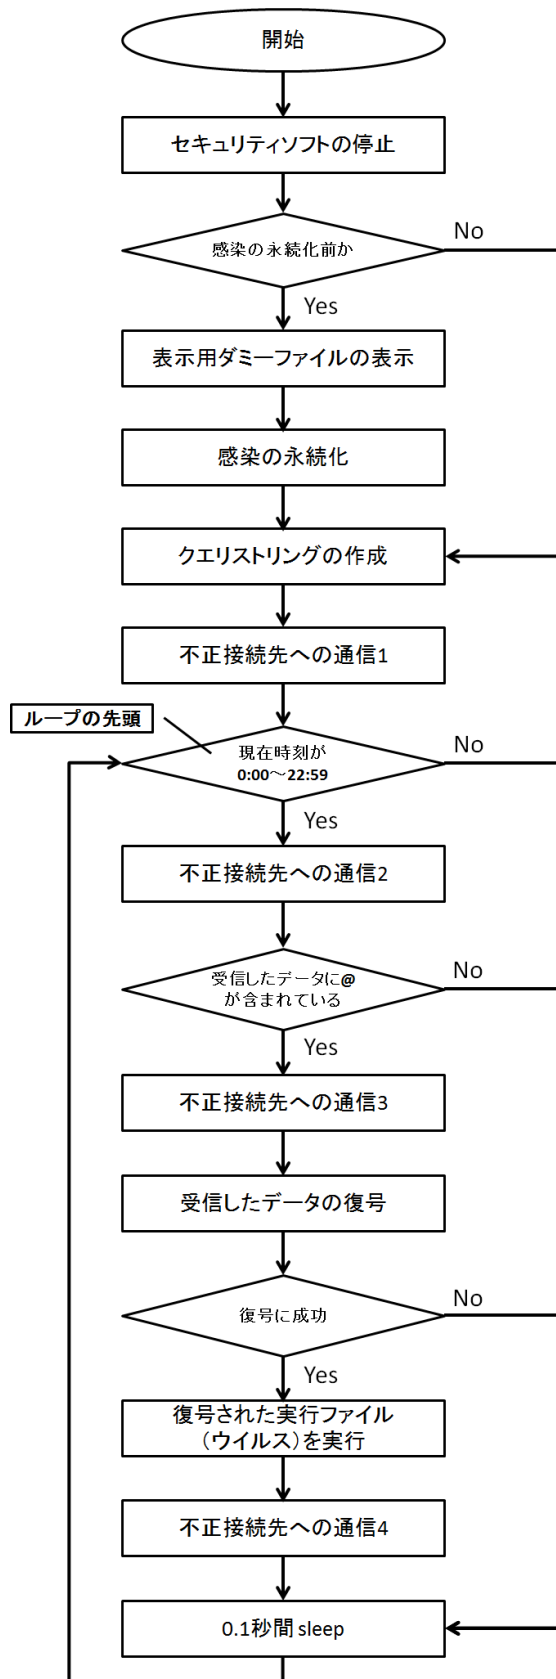 開始
セキュリティソフトの停止
感染の永続化前か
No
Yes
表示用ダミーファイルの表示
感染の永続化
クエリストリングの作成
不正接続先への通信1
ループの先頭
現在時刻が
0:00～22:59
No
Yes
不正接続先への通信2
受信したデータに@
が含まれている
No
Yes
不正接続先への通信3
受信したデータの復号
復号に成功
No
Yes
復号された実行ファイル
（ウイルス）を実行
不正接続先への通信4
0.1秒間 sleep